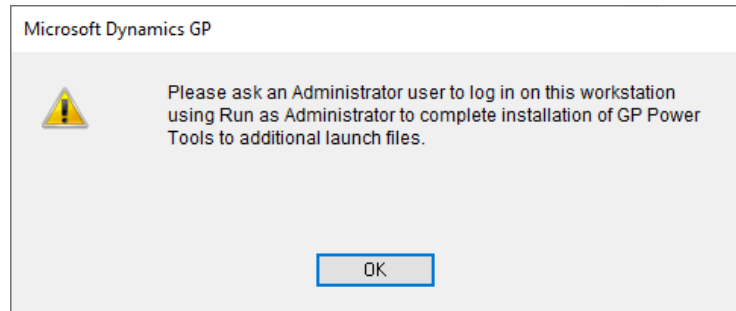 Microsoft Dynamics GP
Please ask an Administrator user to log in on this workstation
using Run as Administrator to complete installation of GP Power
Tools to additional launch files.
OK